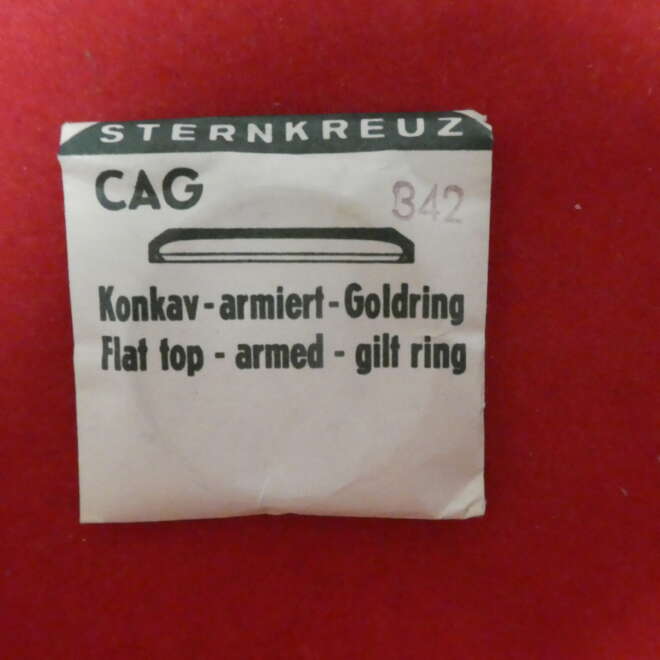 STERNKREUZ
CAG
342
Konkav-armiert-Goldring
Flat top - armed - gilt ring